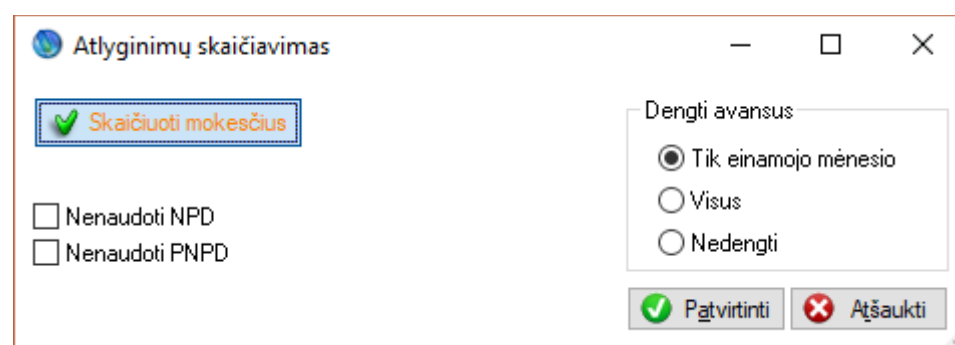 Atlyginimų skaičiavimas
Skaičiuoti mokesčius
Nenaudoti NPD
Nenaudoti PNPD
Dengti avansus
Tik einamojo mėnesio
Visus
Nedengti
Patvirtinti
Atšaukti